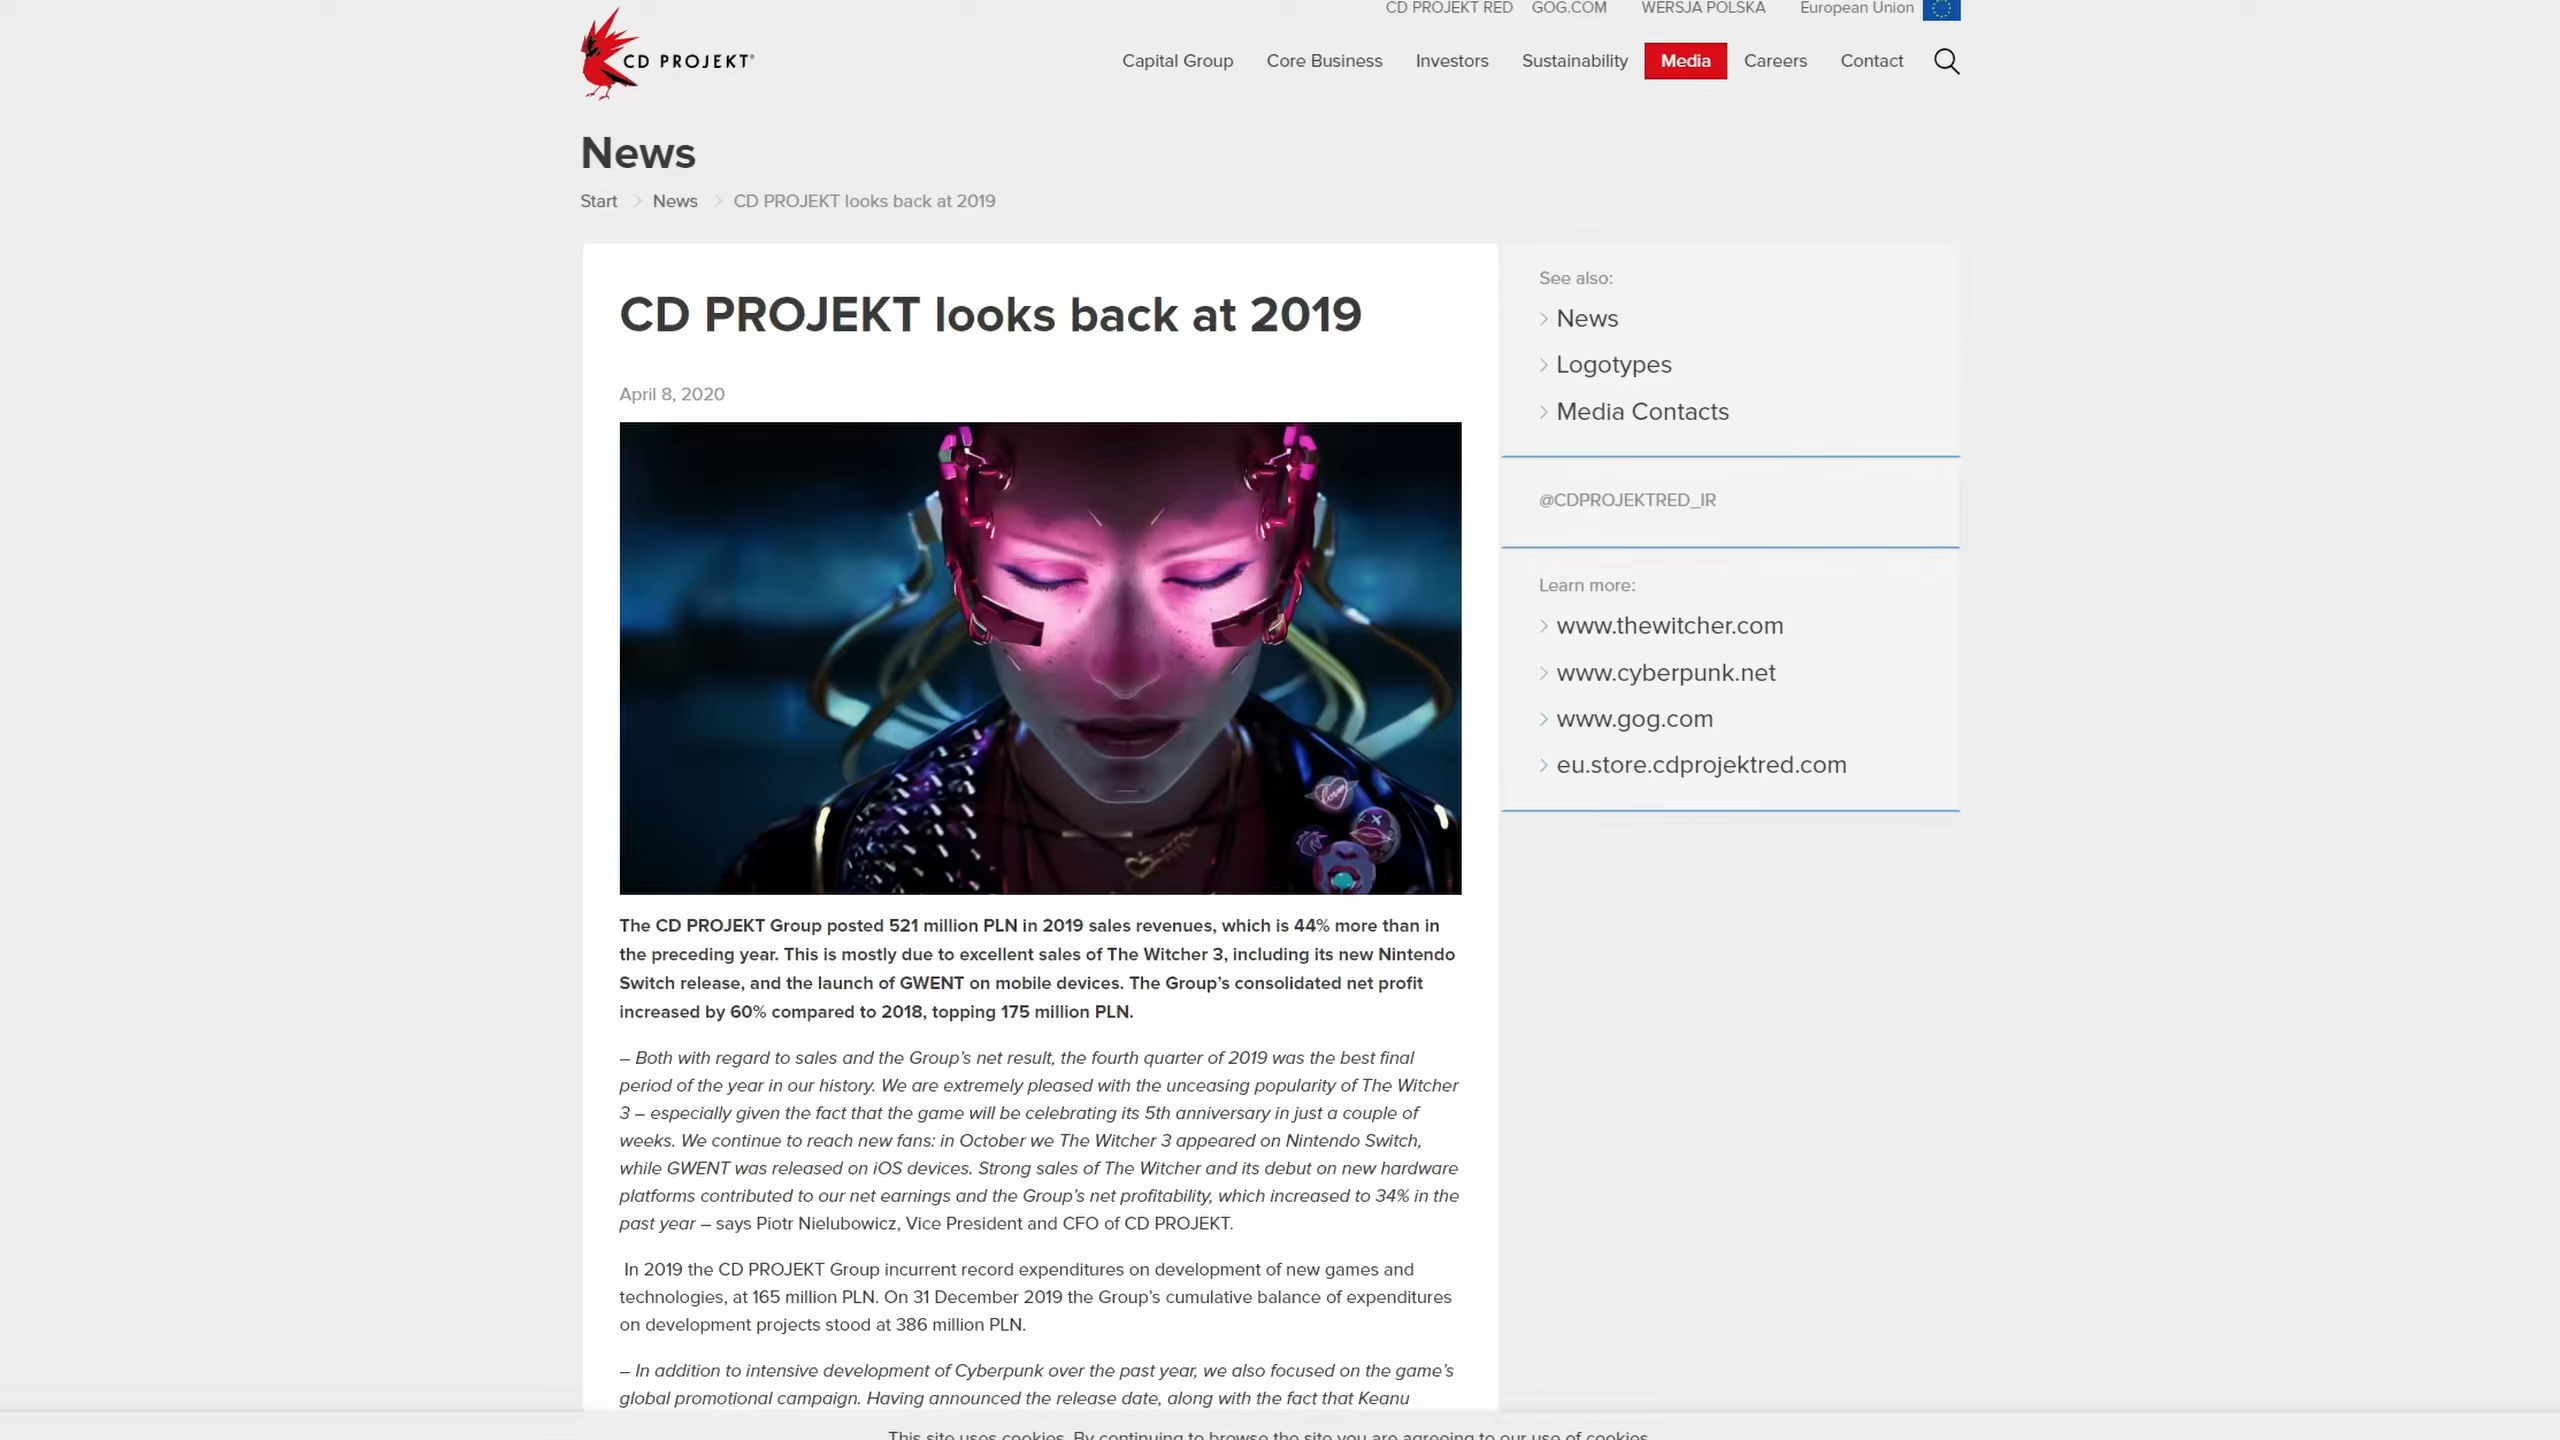 CD PROJEKT RED GOG.COM WERSJA POLSKA European Union
CD PROJEKT®
Capital Group Core Business Investors Sustainability Media Careers Contact
News
Start > News > CD PROJEKT looks back at 2019
CD PROJEKT looks back at 2019
April 8, 2020
The CD PROJEKT Group posted 521 million PLN in 2019 sales revenues, which is 44% more than in
the preceding year. This is mostly due to excellent sales of The Witcher 3, including its new Nintendo
Switch release, and the launch of GWENT on mobile devices. The Group’s consolidated net profit
increased by 60% compared to 2018, topping 175 million PLN.
– Both with regard to sales and the Group’s net result, the fourth quarter of 2019 was the best final
period of the year in our history. We are extremely pleased with the unceasing popularity of The Witcher
3 – especially given the fact that the game will be celebrating its 5th anniversary in just a couple of
weeks. We continue to reach new fans: in October we The Witcher 3 appeared on Nintendo Switch,
while GWENT was released on iOS devices. Strong sales of The Witcher and its debut on new hardware
platforms contributed to our net earnings and the Group’s net profitability, which increased to 34% in the
past year – says Piotr Nielubowicz, Vice President and CFO of CD PROJEKT.
In 2019 the CD PROJEKT Group incurrent record expenditures on development of new games and
technologies, at 165 million PLN. On 31 December 2019 the Group’s cumulative balance of expenditures
on development projects stood at 386 million PLN.
– In addition to intensive development of Cyberpunk over the past year, we also focused on the game’s
global promotional campaign. Having announced the release date, along with the fact that Keanu
See also:
> News
> Logotypes
> Media Contacts
@CDPROJEKTRED_IR
Learn more:
> www.thewitcher.com
> www.cyberpunk.net
> www.gog.com
> eu.store.cdprojektred.com
This site uses cookies. By continuing to browse the site you are agreeing to our use of cookies.